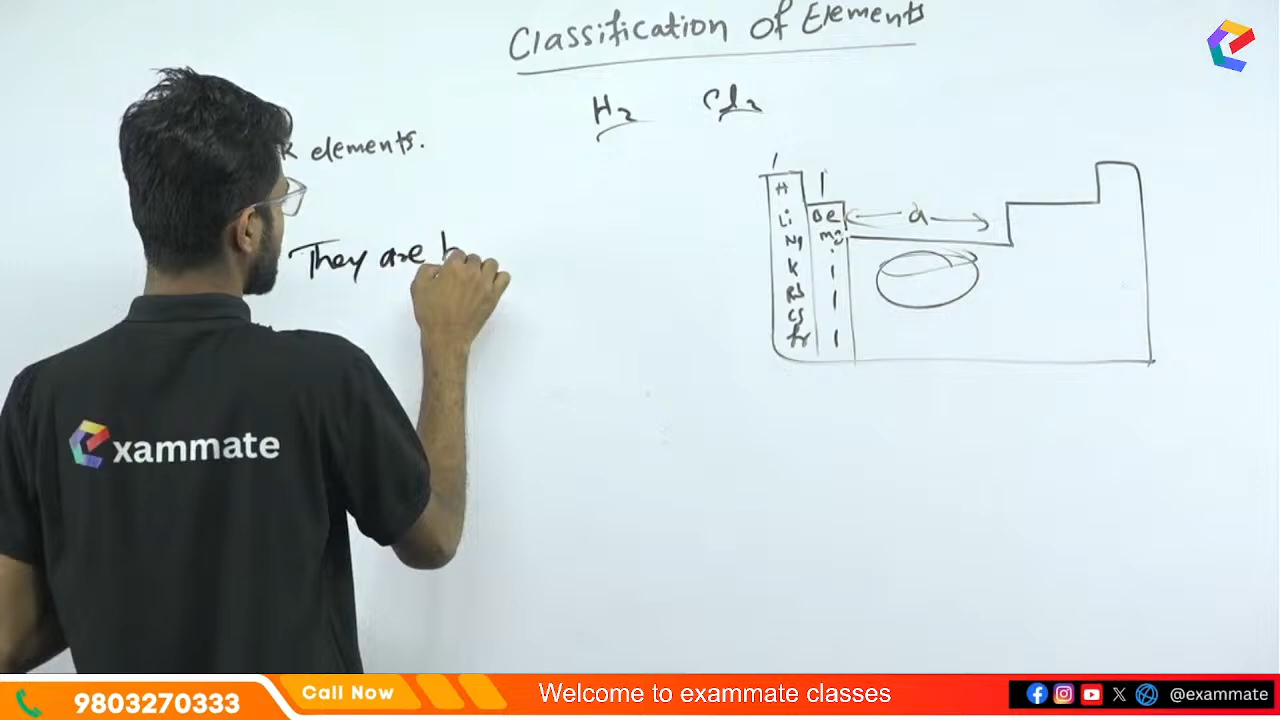 Classification of Elements
H2 Cl2
elements.
They are
H
Li Be
d
Na mg
K
Rb
Cs
fr
Exammate
9803270333
Call Now
Welcome to exammate classes
@exammate